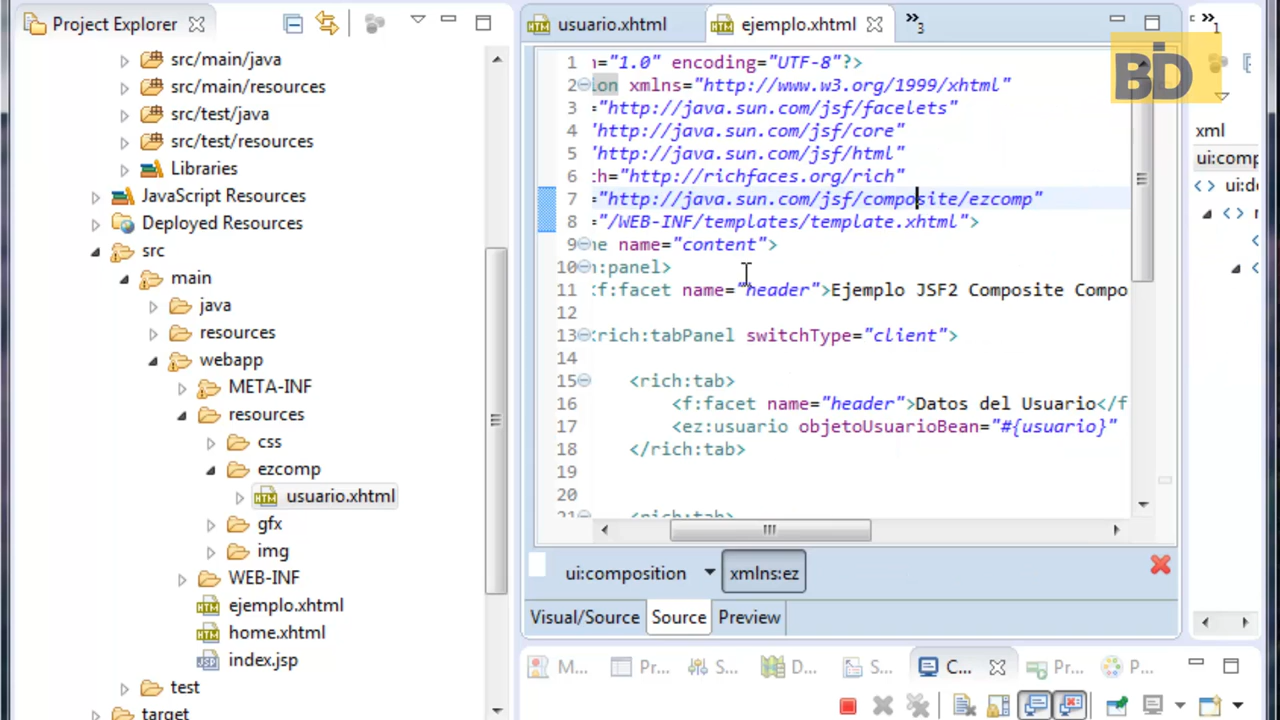 Project Explorer
src/main/java
src/main/resources
src/test/java
src/test/resources
Libraries
JavaScript Resources
Deployed Resources
src
main
java
resources
webapp
META-INF
resources
css
ezcomp
usuario.xhtml
gfx
img
WEB-INF
ejemplo.xhtml
home.xhtml
index.jsp
test
target
usuario.xhtml
ejemplo.xhtml
»3
»1
BD
1 ="1.0" encoding="UTF-8"?>
2 ion xmlns="http://www.w3.org/1999/xhtml"
3 ="http://java.sun.com/jsf/facelets"
4 "http://java.sun.com/jsf/core"
5 "http://java.sun.com/jsf/html"
6 ch="http://richfaces.org/rich"
7 ="http://java.sun.com/jsf/composite/ezcomp"
8 ="/WEB-INF/templates/template.xhtml">
9 ne name="content">
10 :panel>
11 <f:facet name="header">Ejemplo JSF2 Composite Compo
12
13 <rich:tabPanel switchType="client">
14
15 <rich:tab>
16 <f:facet name="header">Datos del Usuario</f
17 <ez:usuario objetoUsuarioBean="#{usuario}"
18 </rich:tab>
19
20
xml
ui:comp
ui:d
ui:composition
xmlns:ez
Visual/Source
Source
Preview
M...
Pr...
S...
D...
S...
C...
Pr...
P...